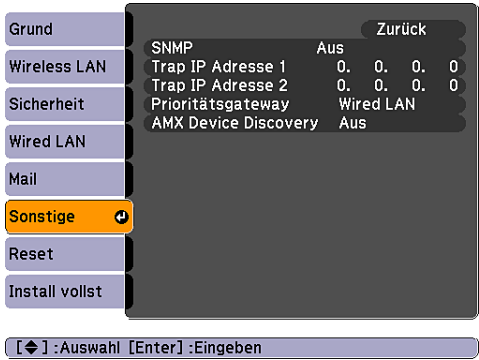 Grund
Wireless LAN
Sicherheit
Wired LAN
Mail
Sonstige
Reset
Install vollst
Zurück
SNMP Aus
Trap IP Adresse 1 0. 0. 0. 0
Trap IP Adresse 2 0. 0. 0. 0
Prioritätsgateway Wired LAN
AMX Device Discovery Aus
[ ] :Auswahl [Enter] :Eingeben